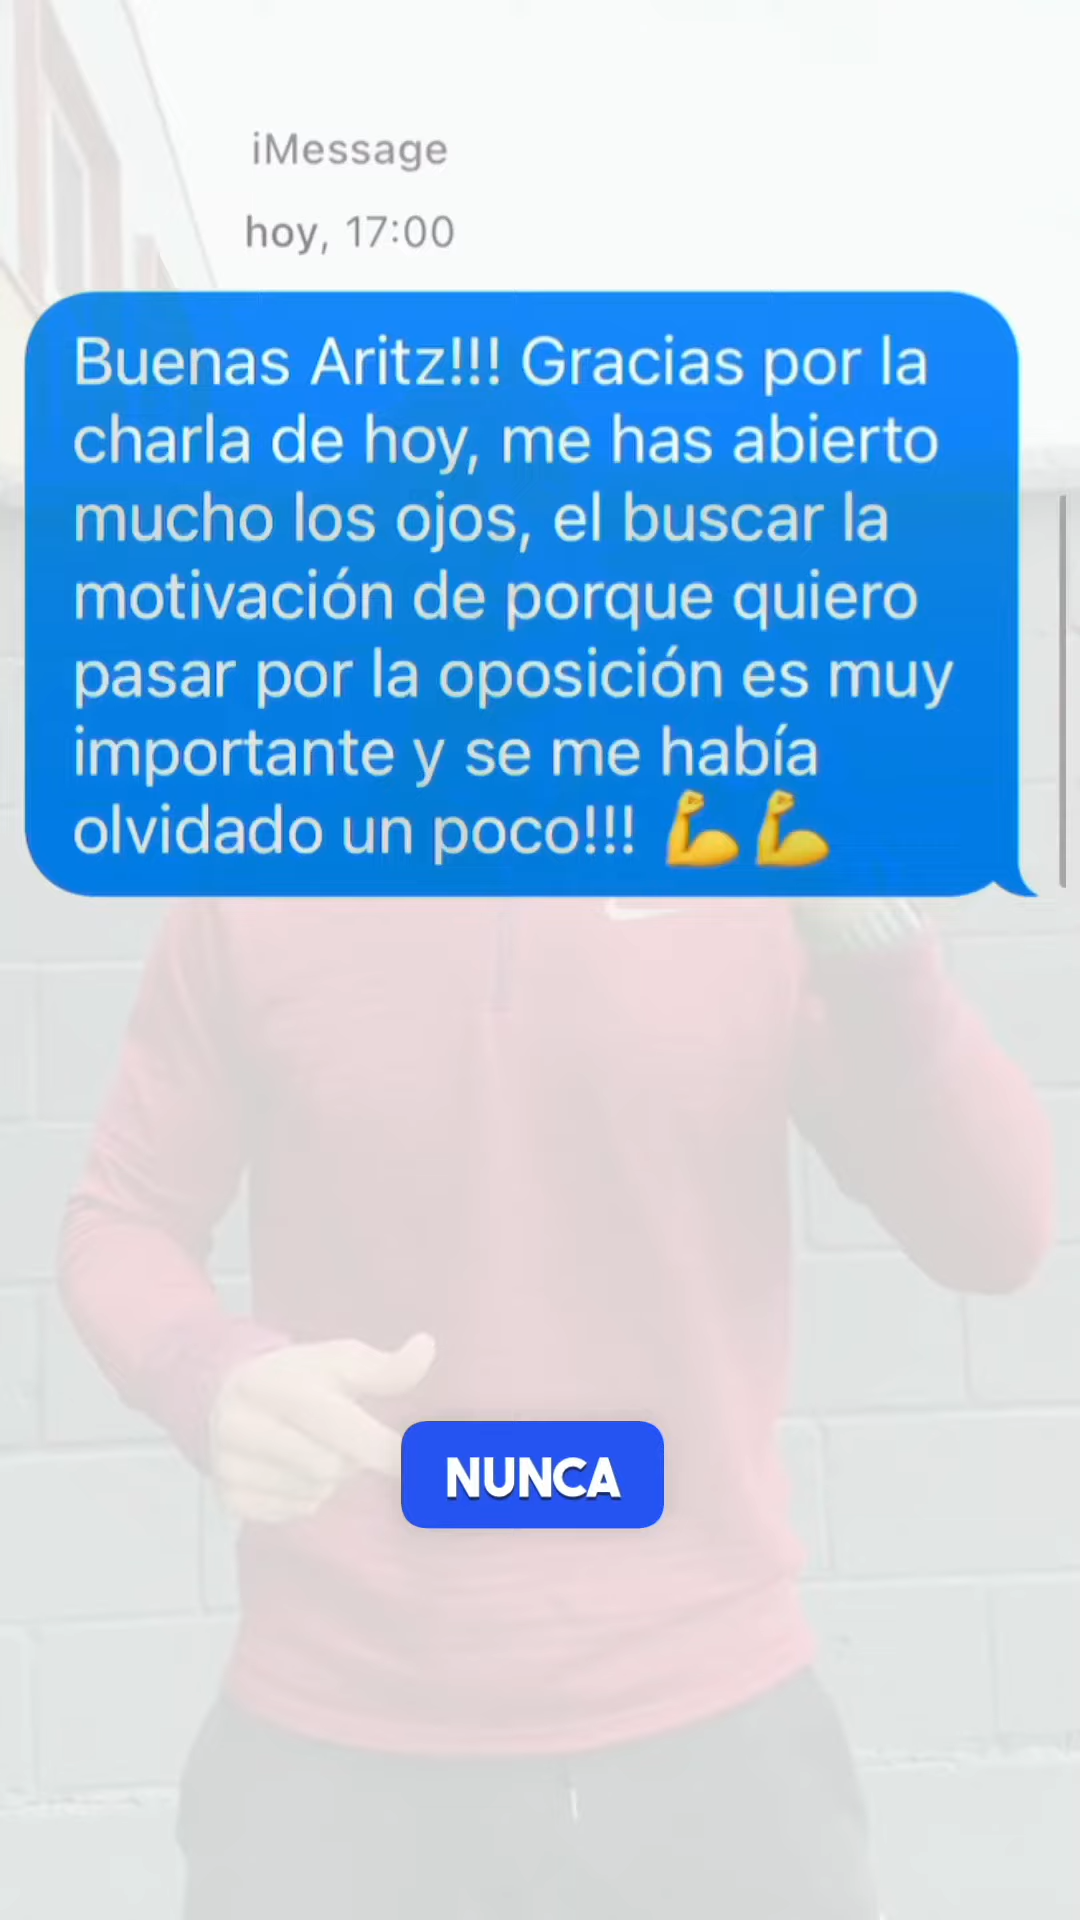 iMessage
hoy, 17:00
Buenas Aritz!!! Gracias por la
charla de hoy, me has abierto
mucho los ojos, el buscar la
motivación de porque quiero
pasar por la oposición es muy
importante y se me había
olvidado un poco!!! 💪💪
NUNCA